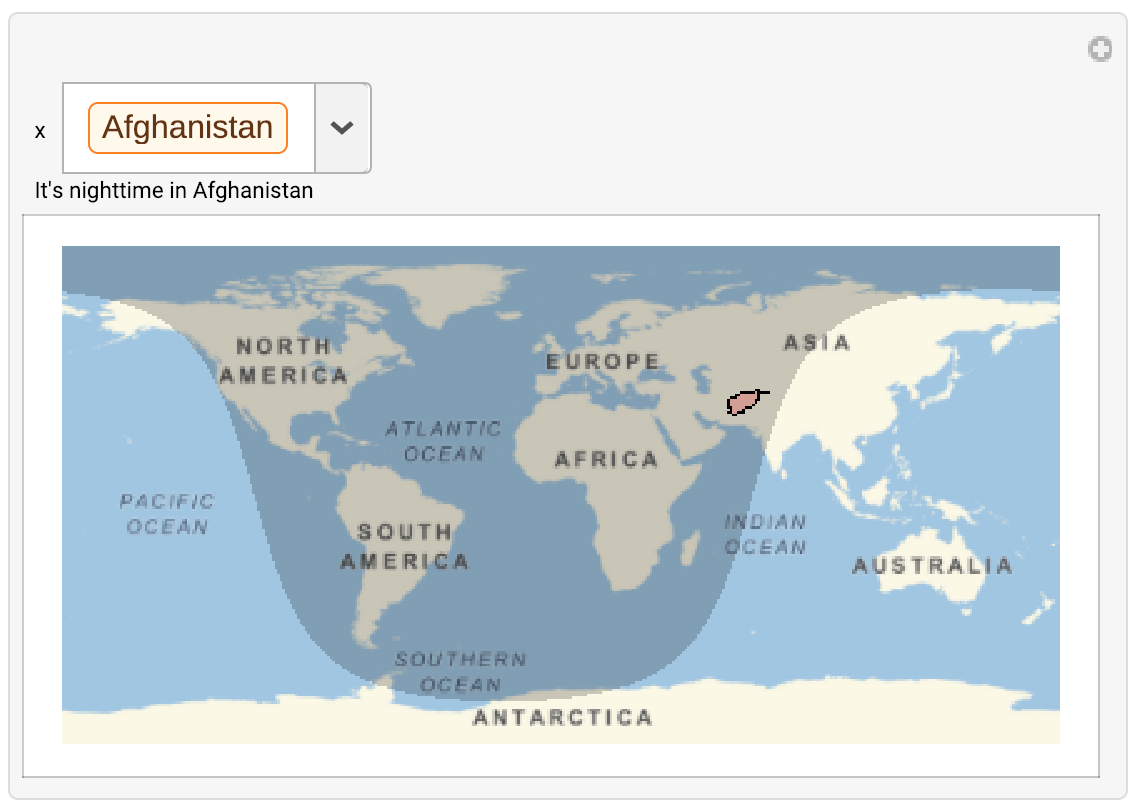 x Afghanistan
It's nighttime in Afghanistan
NORTH
AMERICA
EUROPE
ASIA
ATLANTIC
OCEAN
AFRICA
PACIFIC
OCEAN
SOUTH
AMERICA
INDIAN
OCEAN
AUSTRALIA
SOUTHERN
OCEAN
ANTARCTICA